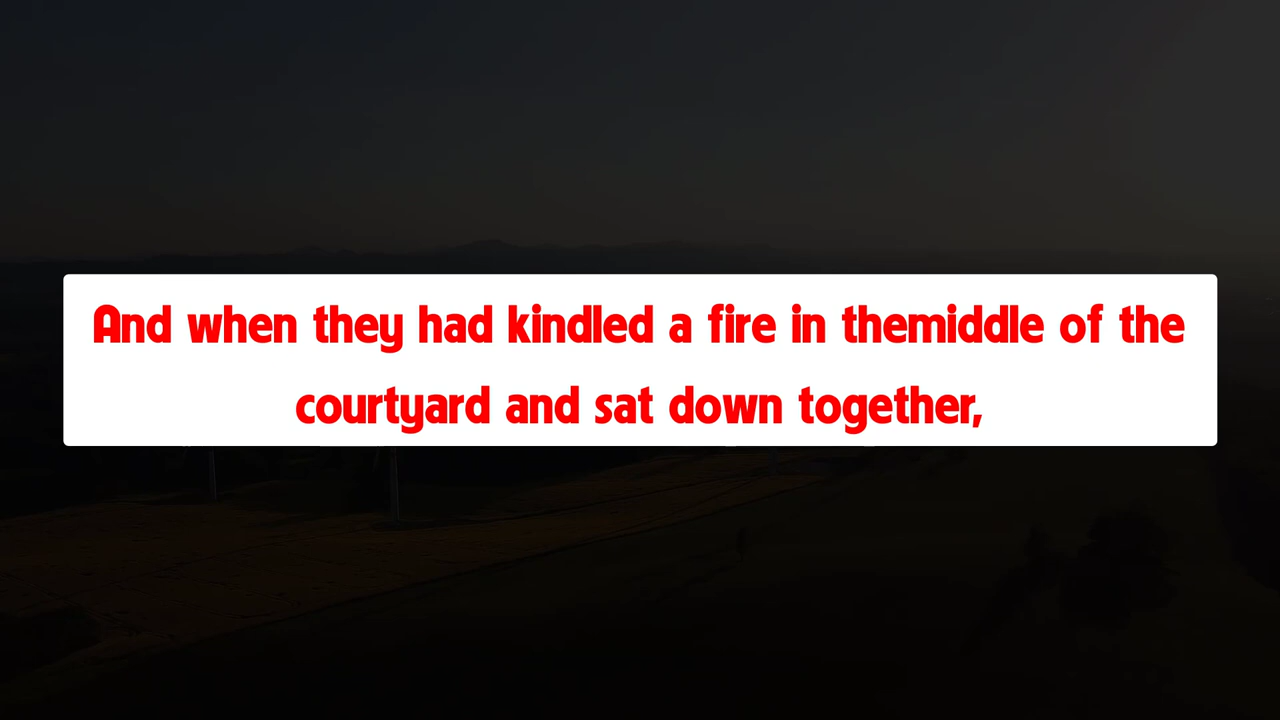 And when they had kindled a fire in themiddle of the
courtyard and sat down together,